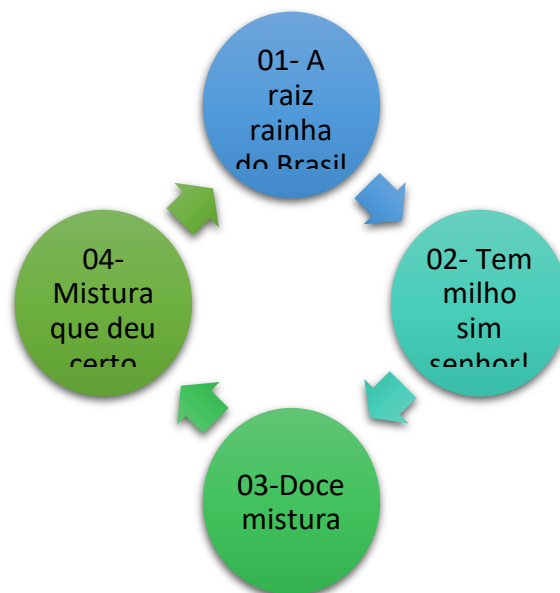 01- A
raiz
rainha
do Brasil
02- Tem
milho
sim
senhor!
03-Doce
mistura
04-
Mistura
que deu
certo